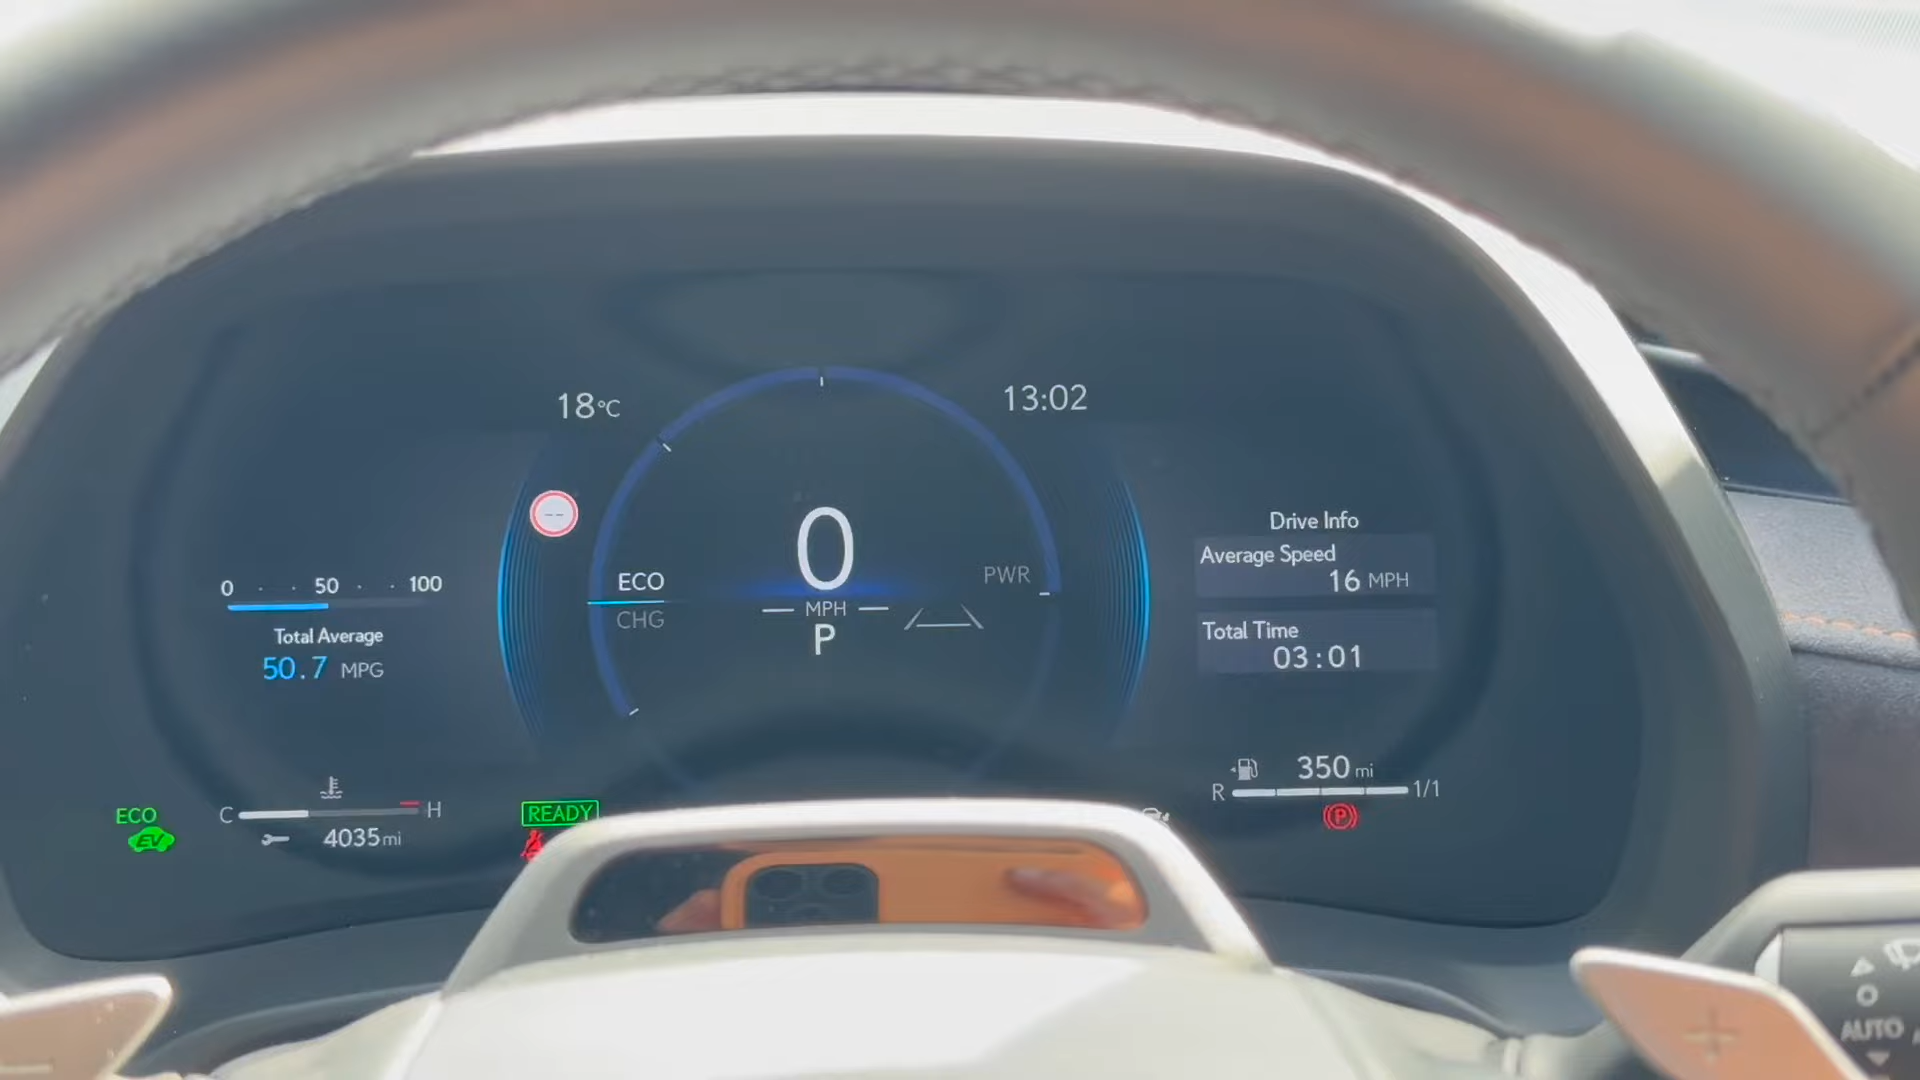 18°C
13:02
--
0 50 100
Total Average
50.7 MPG
ECO
CHG
0
MPH
P
PWR
Drive Info
Average Speed
16 MPH
Total Time
03:01
350 mi
R 1/1
P
C H
4035 mi
ECO
EV
READY
AUTO